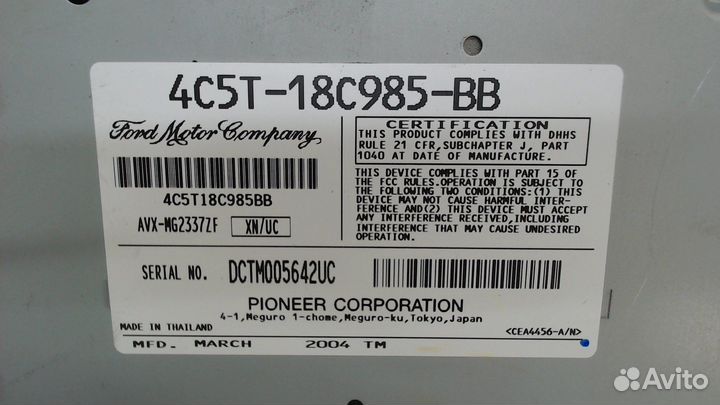 4C5T-18C985-BB
Ford Motor Company
4C5T18C985BB
AVX-MG2337ZF XN/UC
CERTIFICATION
THIS PRODUCT COMPLIES WITH DHHS
RULE 21 CFR,SUBCHAPTER J, PART
1040 AT DATE OF MANUFACTURE.
THIS DEVICE COMPLIES WITH PART 15 OF
THE FCC RULES.OPERATION IS SUBJECT TO
THE FOLLOWING TWO CONDITIONS:(1) THIS
DEVICE MAY NOT CAUSE HARMFUL INTER-
FERENCE AND(2) THIS DEVICE MUST ACCEPT
ANY INTERFERENCE RECEIVED,INCLUDING
INTERFERENCE THAT MAY CAUSE UNDESIRED
OPERATION.
SERIAL NO. DCTM005642UC
PIONEER CORPORATION
4-1,Meguro 1-chome,Meguro-ku,Tokyo,Japan
MADE IN THAILAND
<CEA4456-A/N>
MFD. MARCH 2004 TM
Avito